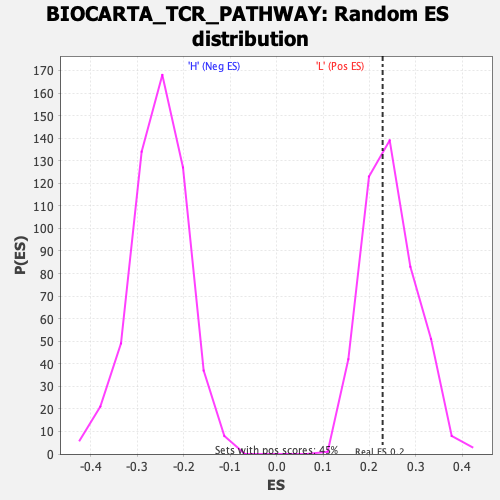 BIOCARTA_TCR_PATHWAY: Random ES
distribution
'H' (Neg ES) 'L' (Pos ES)
170
160
150
140
130
120
110
100
90
80
70
60
50
40
30
20
10
0
P(ES)
Sets with pos scores: 45%
Real ES 0.2
-0.4 -0.3 -0.2 -0.1 0.0 0.1 0.2 0.3 0.4
ES